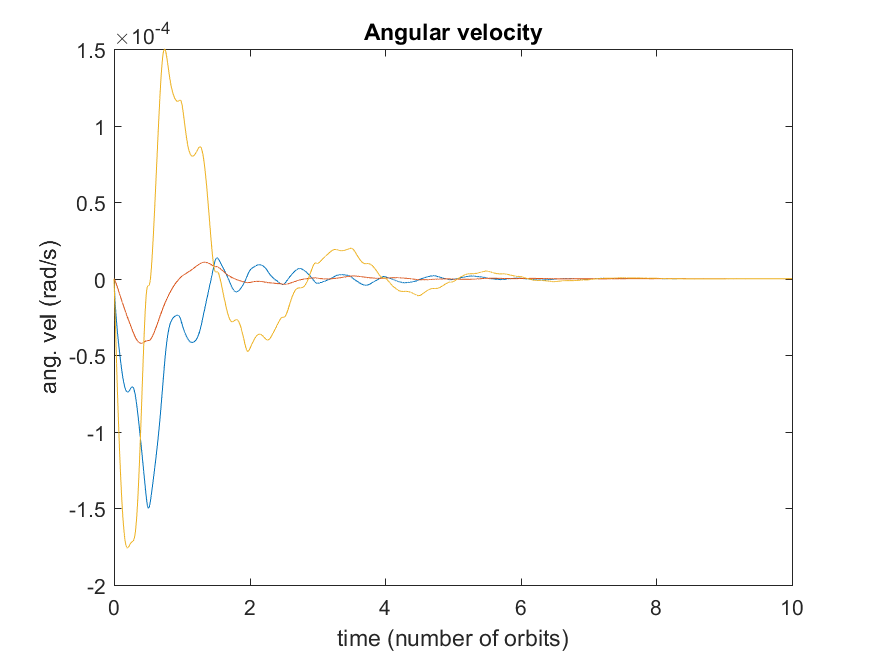 Angular velocity
×10-4
1.5
1
0.5
0
-0.5
-1
-1.5
-2
ang. vel (rad/s)
0 2 4 6 8 10
time (number of orbits)